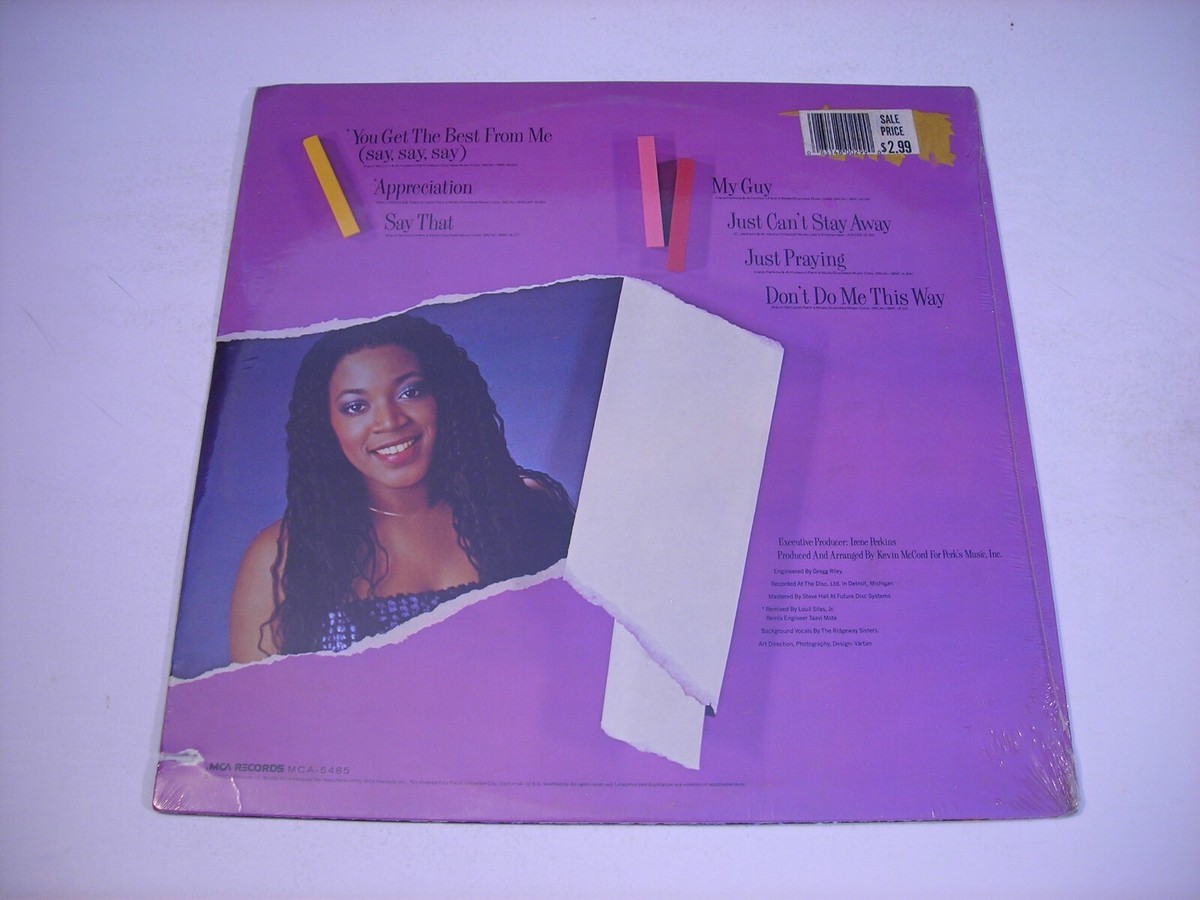 *You Get The Best From Me
(say, say, say)
*Appreciation
Say That
SALE
PRICE
$2.99
My Guy
Just Can't Stay Away
Just Praying
Don't Do Me This Way
Executive Producer: Irene Perkins
Produced And Arranged By Kevin McCord For Perk's Music, Inc.
Engineered By Gregg Riley.
Recorded At The Disc, Ltd. in Detroit, Michigan
Mastered By Steve Hall At Future Disc Systems
* Remixed By Louil Silas, Jr.
Remix Engineer Taavi Mote
Background Vocals By The Ridgeway Sisters.
Art Direction, Photography, Design: Vartan
MCA RECORDS MCA-5485